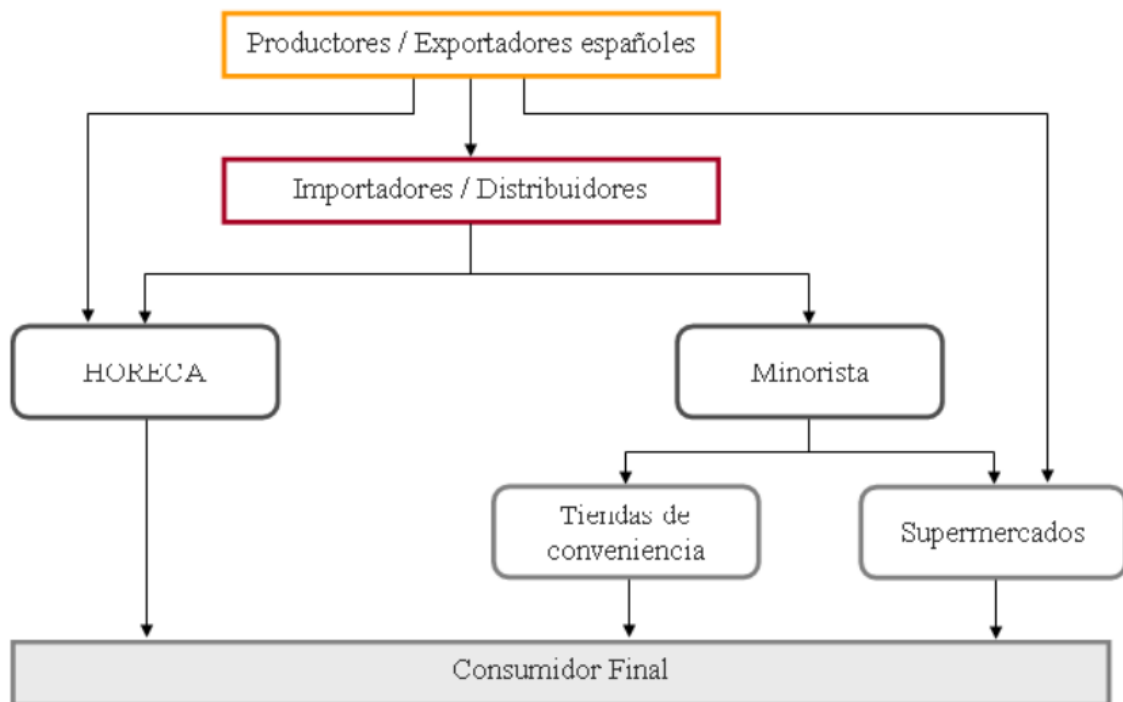 Productores / Exportadores españoles
Importadores / Distribuidores
HORECA
Minorista
Tiendas de
conveniencia
Supermercados
Consumidor Final